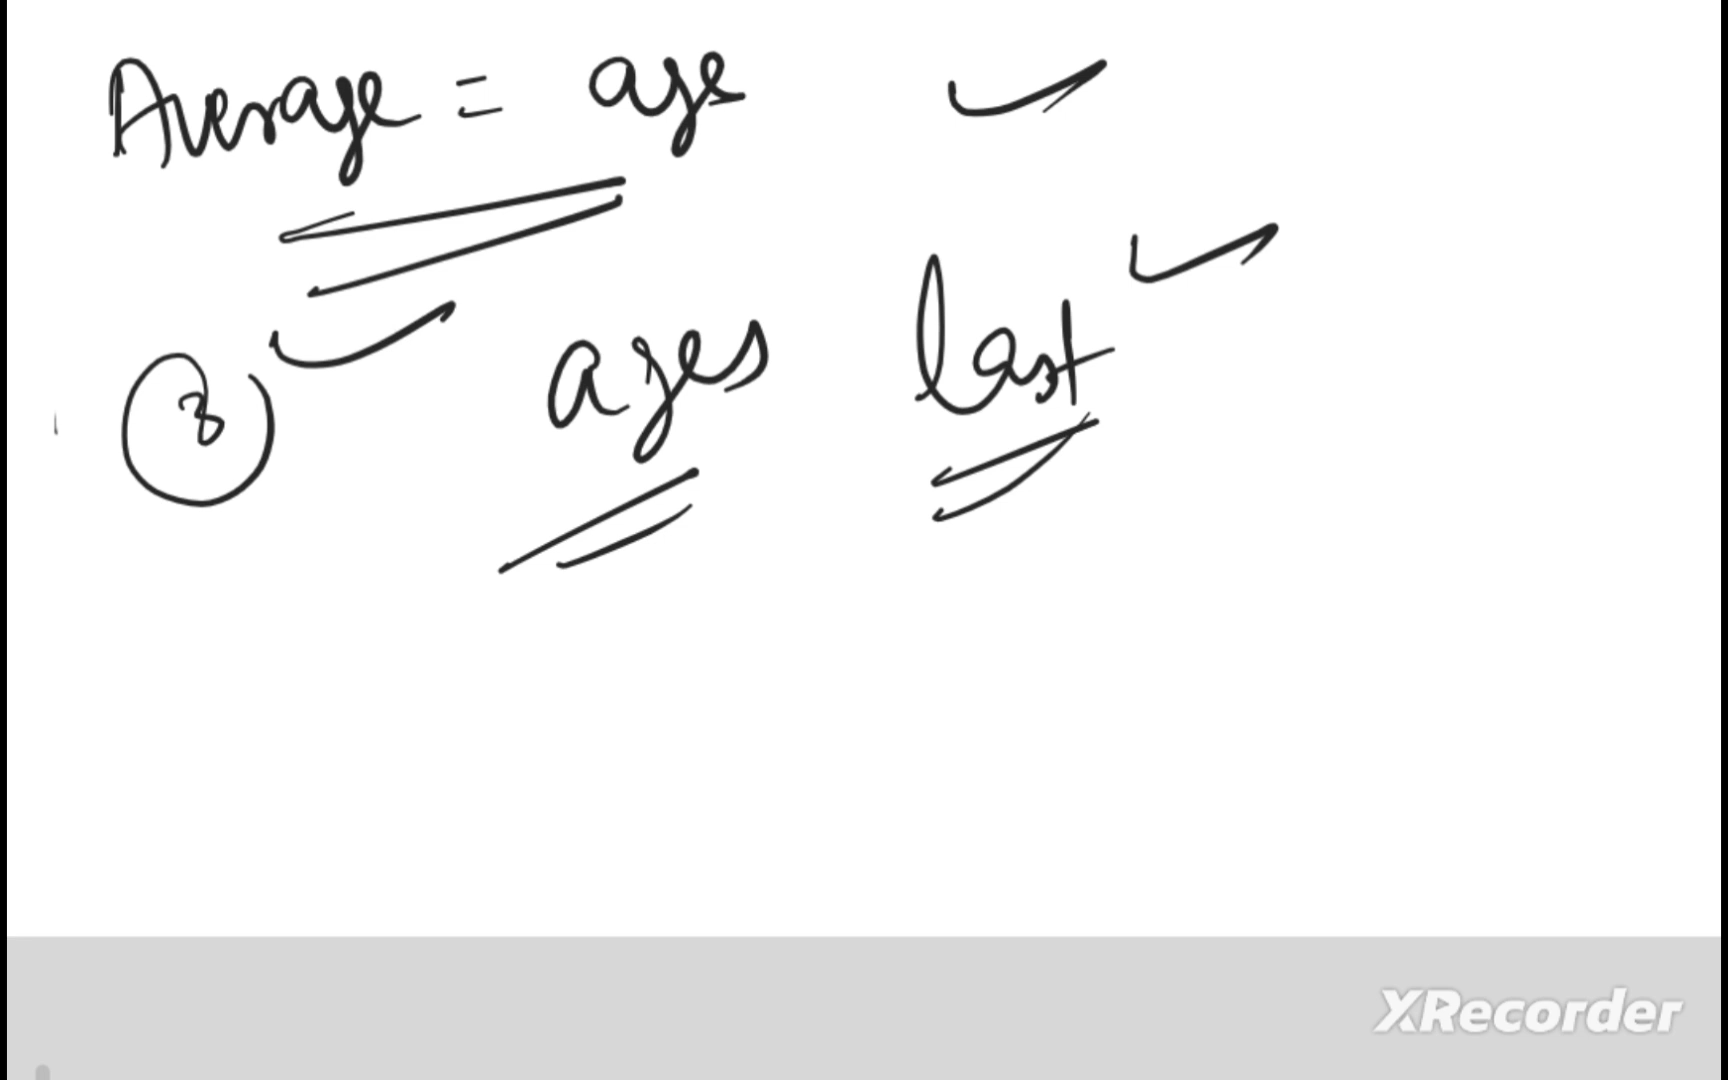 Average = age
3 ages last
XRecorder